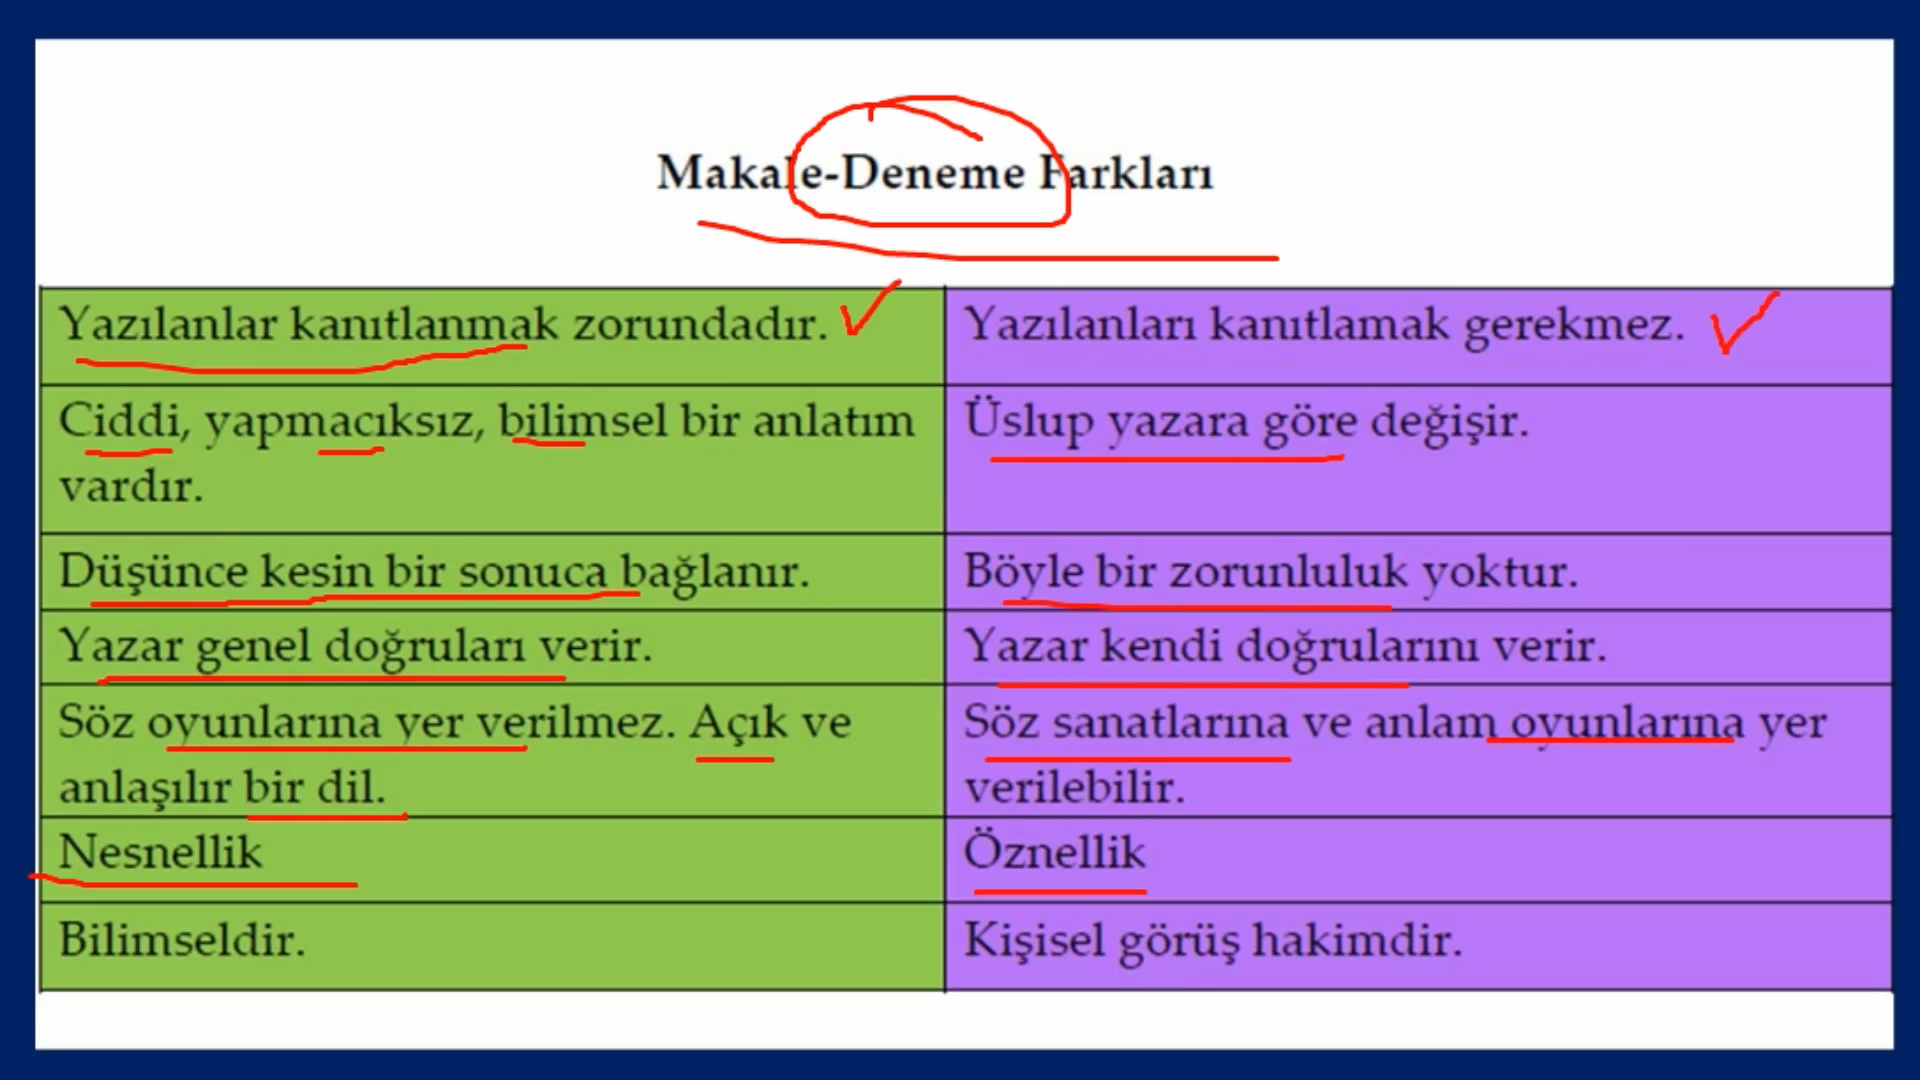 Makale-Deneme Farkları
Yazılanlar kanıtlanmak zorundadır.
Yazılanları kanıtlamak gerekmez.
Ciddi, yapmacıksız, bilimsel bir anlatım
vardır.
Üslup yazara göre değişir.
Düşünce kesin bir sonuca bağlanır.
Böyle bir zorunluluk yoktur.
Yazar genel doğruları verir.
Yazar kendi doğrularını verir.
Söz oyunlarına yer verilmez. Açık ve
anlaşılır bir dil.
Söz sanatlarına ve anlam oyunlarına yer
verilebilir.
Nesnellik
Öznellik
Bilimseldir.
Kişisel görüş hakimdir.